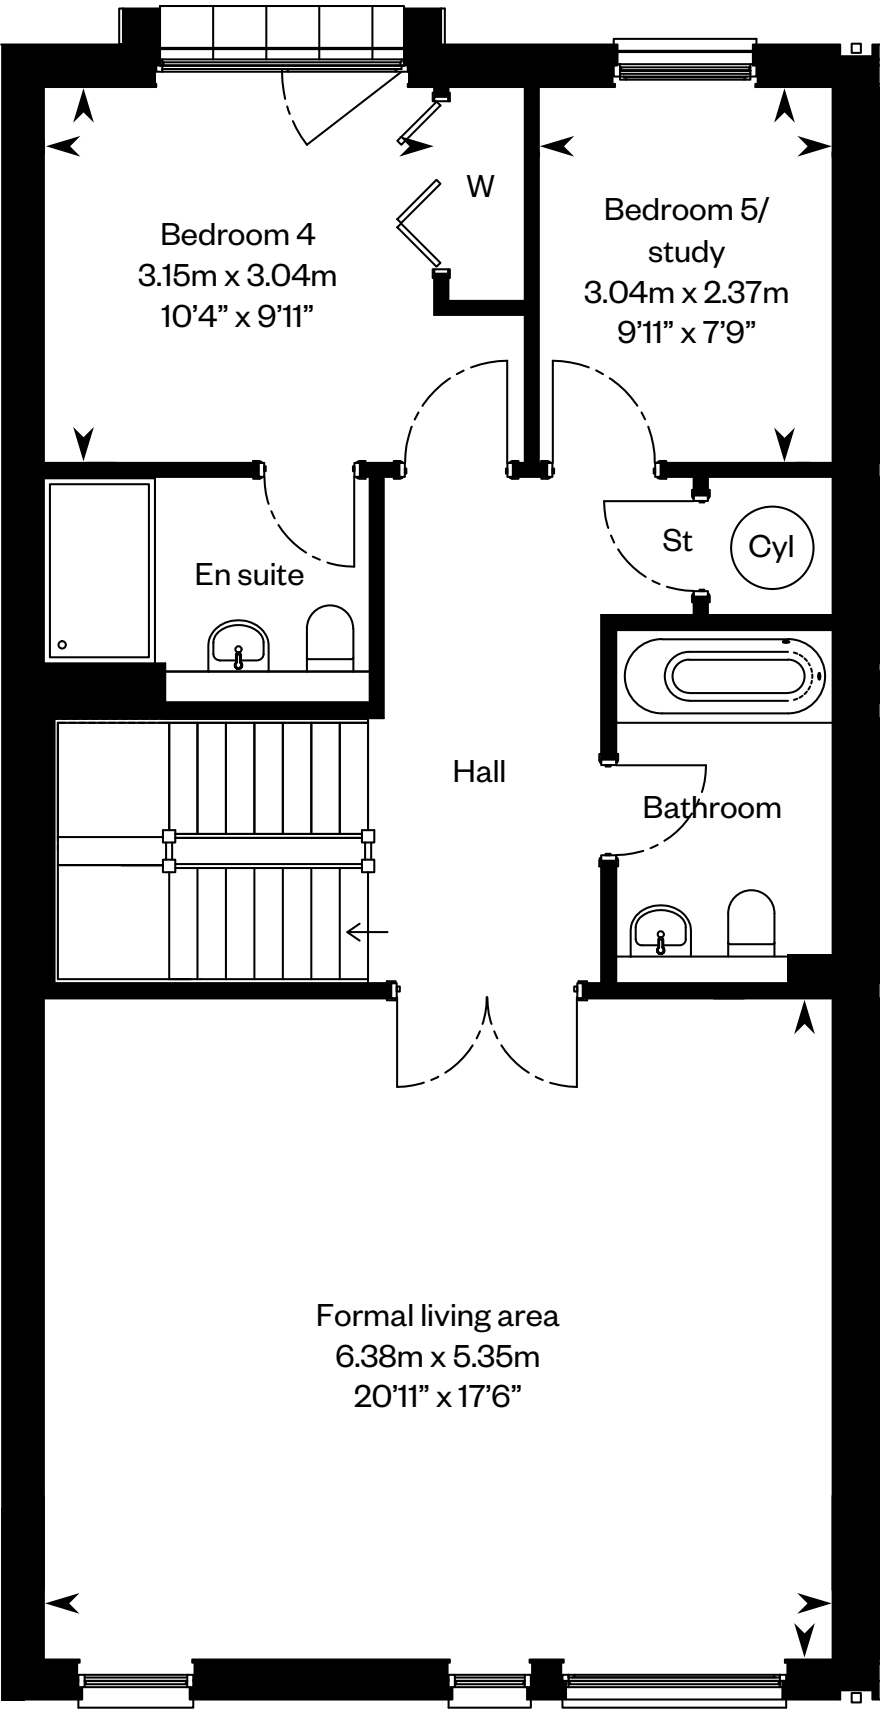 W
Bedroom 4
3.15m x 3.04m
10’4” x 9’11”
Bedroom 5/
study
3.04m x 2.37m
9’11” x 7’9”
En suite
St
Cyl
Hall
Bathroom
Formal living area
6.38m x 5.35m
20’11” x 17’6”